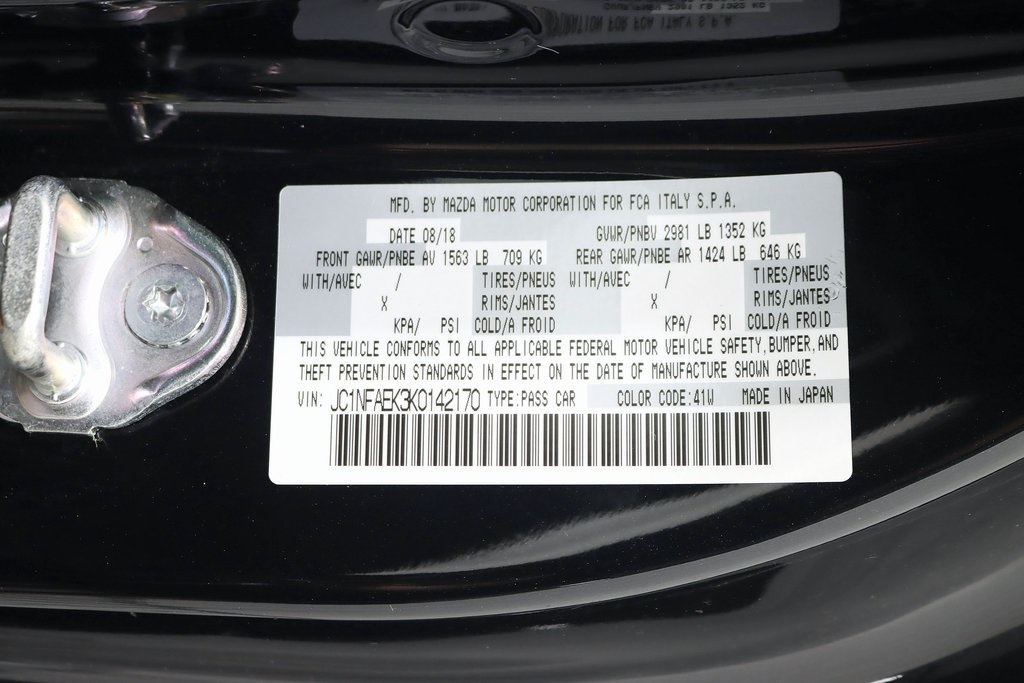 MFD. BY MAZDA MOTOR CORPORATION FOR FCA ITALY S.P.A.
DATE 08/18 GVWR/PNBV 2981 LB 1352 KG
FRONT GAWR/PNBE AV 1563 LB 709 KG REAR GAWR/PNBE AR 1424 LB 646 KG
WITH/AVEC / TIRES/PNEUS WITH/AVEC / TIRES/PNEUS
X RIMS/JANTES X RIMS/JANTES
KPA/ PSI COLD/A FROID KPA/ PSI COLD/A FROID
THIS VEHICLE CONFORMS TO ALL APPLICABLE FEDERAL MOTOR VEHICLE SAFETY, BUMPER, AND
THEFT PREVENTION STANDARDS IN EFFECT ON THE DATE OF MANUFACTURE SHOWN ABOVE.
VIN: JC1NFAEK3K0142170 TYPE:PASS CAR COLOR CODE:41W MADE IN JAPAN